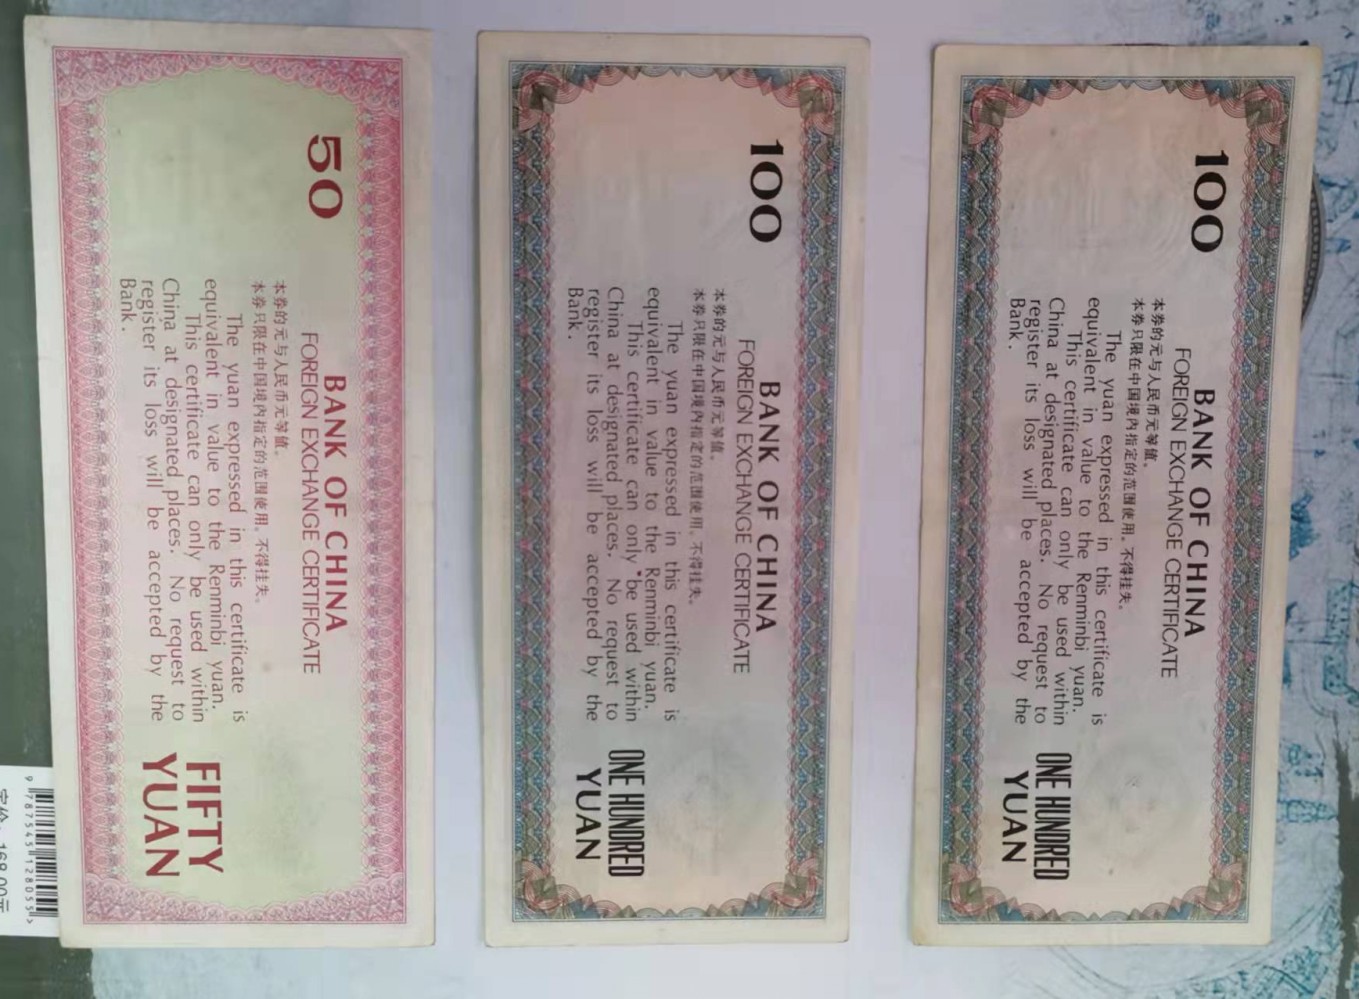 50
BANK OF CHINA
FOREIGN EXCHANGE CERTIFICATE
本券的元与人民币元等值。
本券只限在中国境内指定的范围使用。不得挂失。
The yuan expressed in this certificate is
equivalent in value to the Renminbi yuan.
This certificate can only be used within
China at designated places. No request to
register its loss will be accepted by the
Bank.
FIFTY
YUAN
100
BANK OF CHINA
FOREIGN EXCHANGE CERTIFICATE
本券的元与人民币元等值。
本券只限在中国境内指定的范围使用。不得挂失。
The yuan expressed in this certificate is
equivalent in value to the Renminbi yuan.
This certificate can only be used within
China at designated places. No request to
register its loss will be accepted by the
Bank.
ONE HUNDRED
YUAN
100
BANK OF CHINA
FOREIGN EXCHANGE CERTIFICATE
本券的元与人民币元等值。
本券只限在中国境内指定的范围使用。不得挂失。
The yuan expressed in this certificate is
equivalent in value to the Renminbi yuan.
This certificate can only be used within
China at designated places. No request to
register its loss will be accepted by the
Bank.
ONE HUNDRED
YUAN
9 787545 128055 >
定价：168.00元